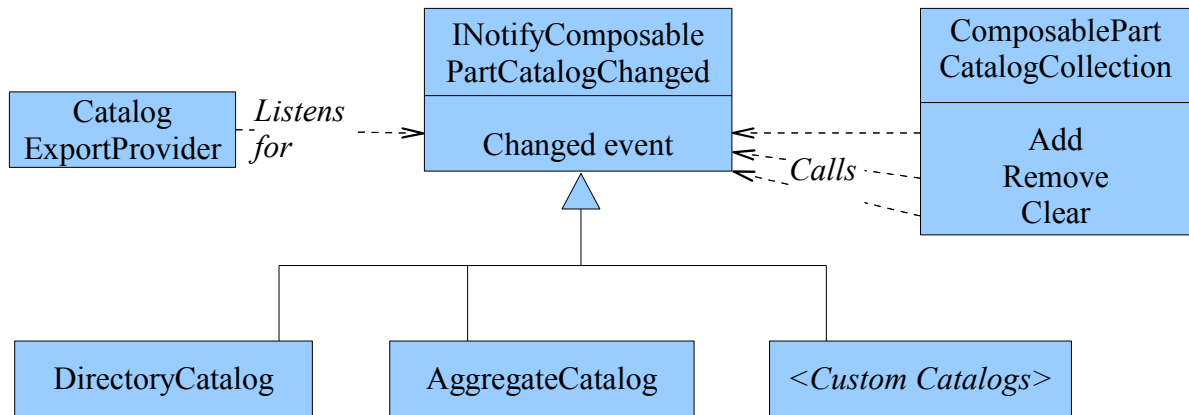 INotifyComposable
PartCatalogChanged
Changed event
ComposablePart
CatalogCollection
Add
Remove
Clear
Catalog
ExportProvider
Listens
for
Calls
DirectoryCatalog
AggregateCatalog
<Custom Catalogs>